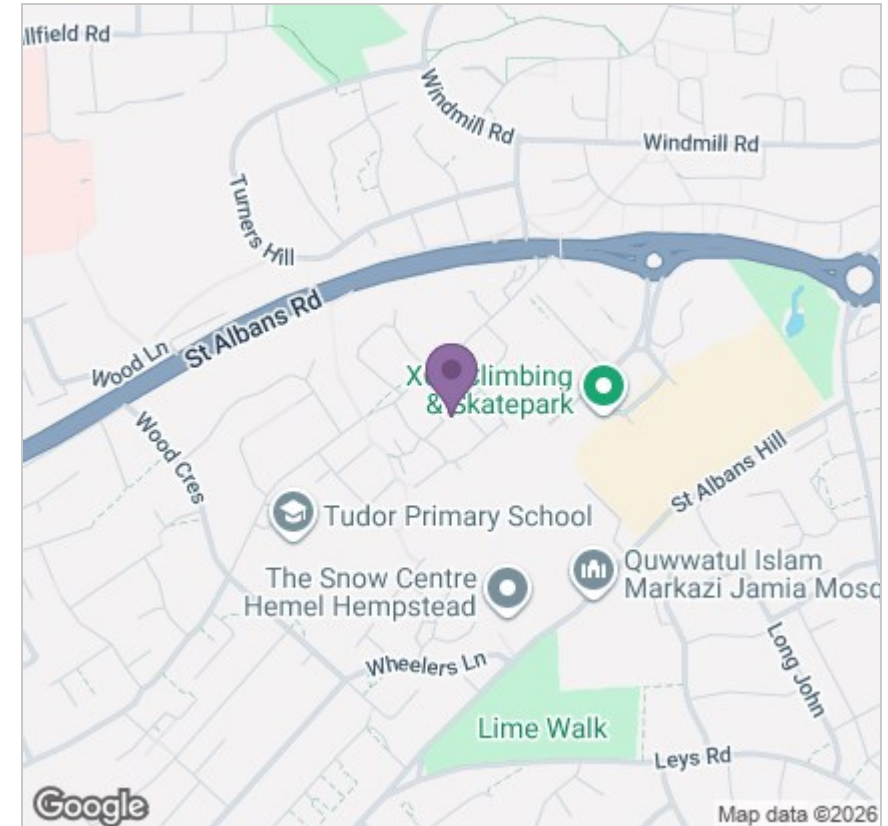 llfield Rd
Windmill Rd
Windmill Rd
Turners Hill
St Albans Rd
Wood Ln
Climbing
& Skatepark
Wood Cres
St Albans Hill
Tudor Primary School
Quwwatul Islam
Markazi Jamia Mosq
The Snow Centre
Hemel Hempstead
Wheelers Ln
Long John
Lime Walk
Leys Rd
Google
Map data ©2026